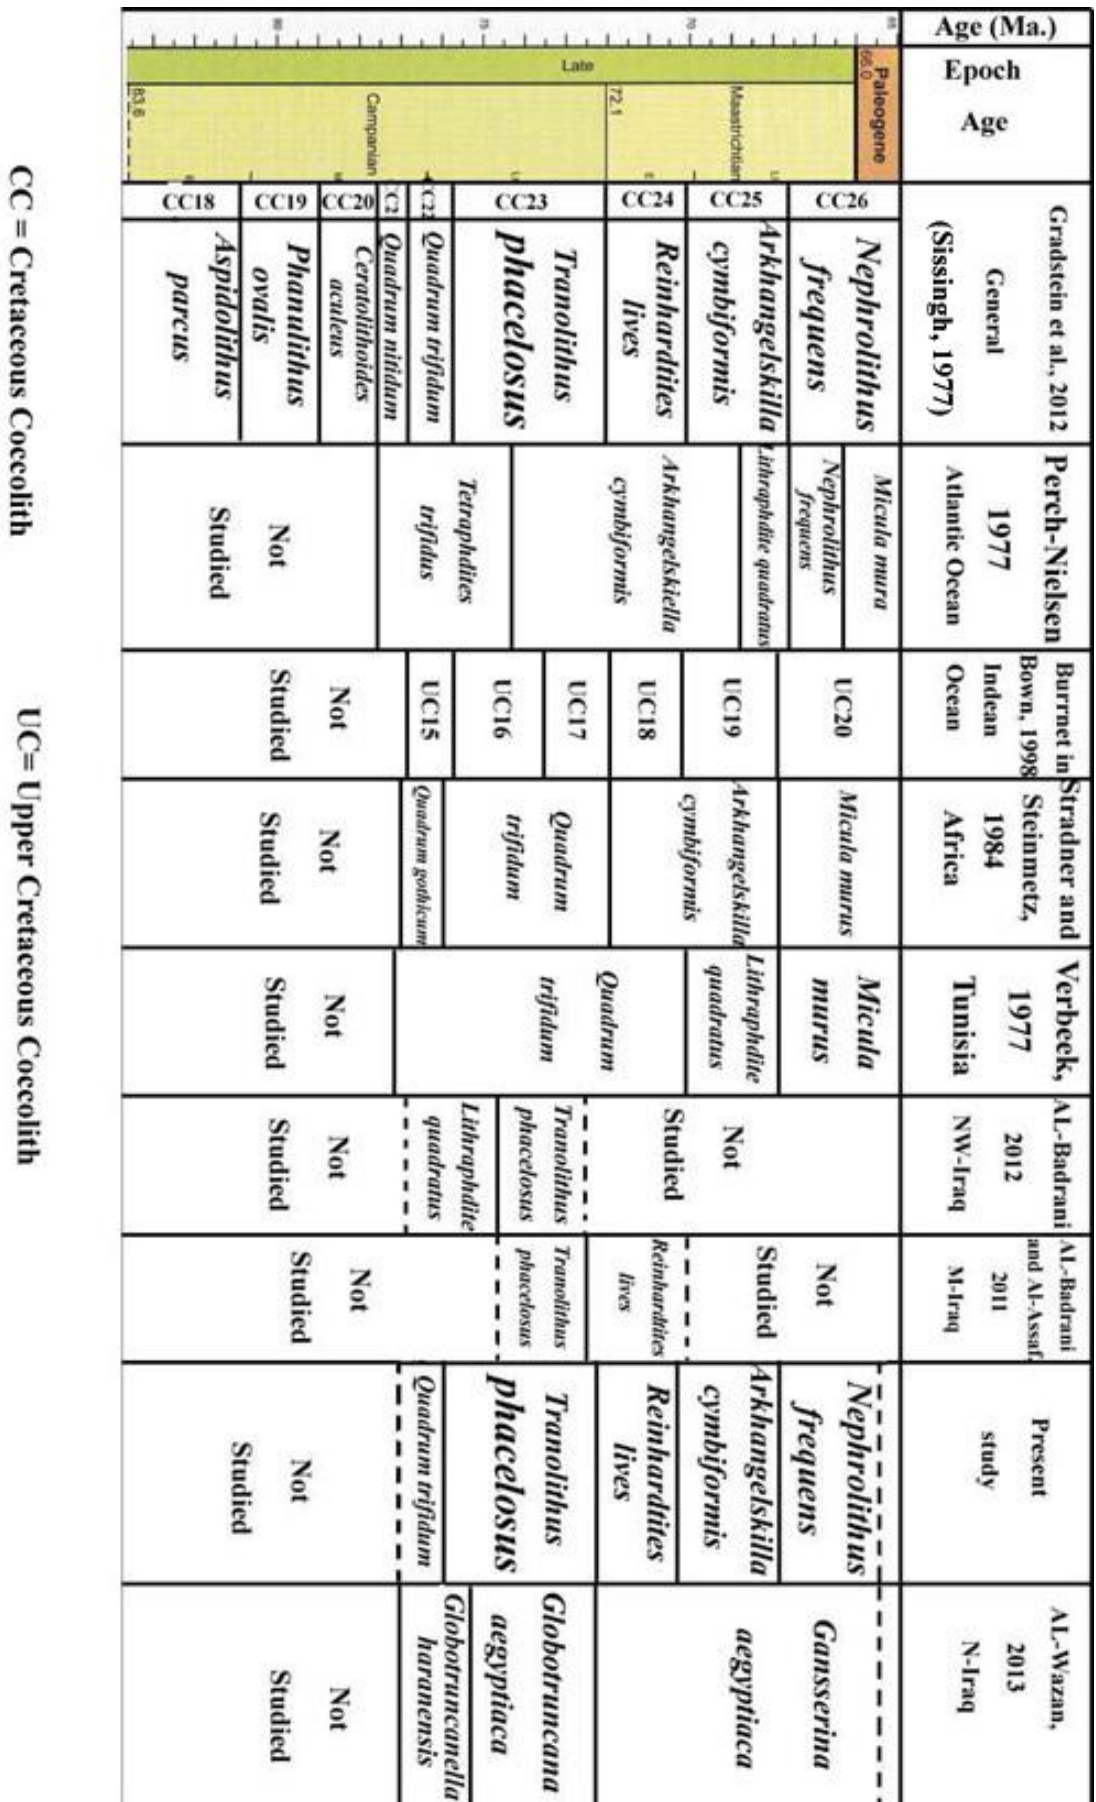 Age (Ma.)
65
70
75
80
Epoch
Age
Paleogene
66.0
Late
Maastrichtian
72.1
Campanian
83.6
Gradstein et al., 2012
General
(Sissingh, 1977)
CC26
CC25
CC24
CC23
CC22
CC2
CC20
CC19
CC18
Nephrolithus
frequens
Arkhangelskilla
cymbiformis
Reinhardtites
lives
Tranolithus
phacelosus
Quadrum trifidum
Quadrum nitidum
Ceratolithoides
aculeus
Phanulithus
ovalis
Aspidolithus
parcus
Perch-Nielsen
1977
Atlantic Ocean
Micula mura
Nephrolithus
frequens
Lithraphdite quadratus
Arkhangelskiella
cymbiformis
Tetraphdites
trifidus
Not
Studied
Burrnet in
Bown, 1998
Indean
Ocean
UC20
UC19
UC18
UC17
UC16
UC15
Not
Studied
Stradner and
Steinmetz,
1984
Africa
Micula murus
Arkhangelskilla
cymbiformis
Quadrum
trifidum
Quadrum gothicum
Not
Studied
Verbeek,
1977
Tunisia
Micula
murus
Lithraphdite
quadratus
Quadrum
trifidum
Not
Studied
AL-Badrani
2012
NW-Iraq
Not
Studied
Tranolithus
phacelosus
Lithraphdite
quadratus
Not
Studied
AL-Badrani
and Al-Assaf,
2011
M-Iraq
Not
Studied
Reinhardtites
lives
Tranolithus
phacelosus
Not
Studied
Present
study
Nephrolithus
frequens
Arkhangelskilla
cymbiformis
Reinhardtites
lives
Tranolithus
phacelosus
Quadrum trifidum
Not
Studied
AL-Wazan,
2013
N-Iraq
Gansserina
aegyptiaca
Globotruncana
aegyptiaca
Globotruncanella
haranensis
Not
Studied
CC = Cretaceous Coccolith
UC= Upper Cretaceous Coccolith